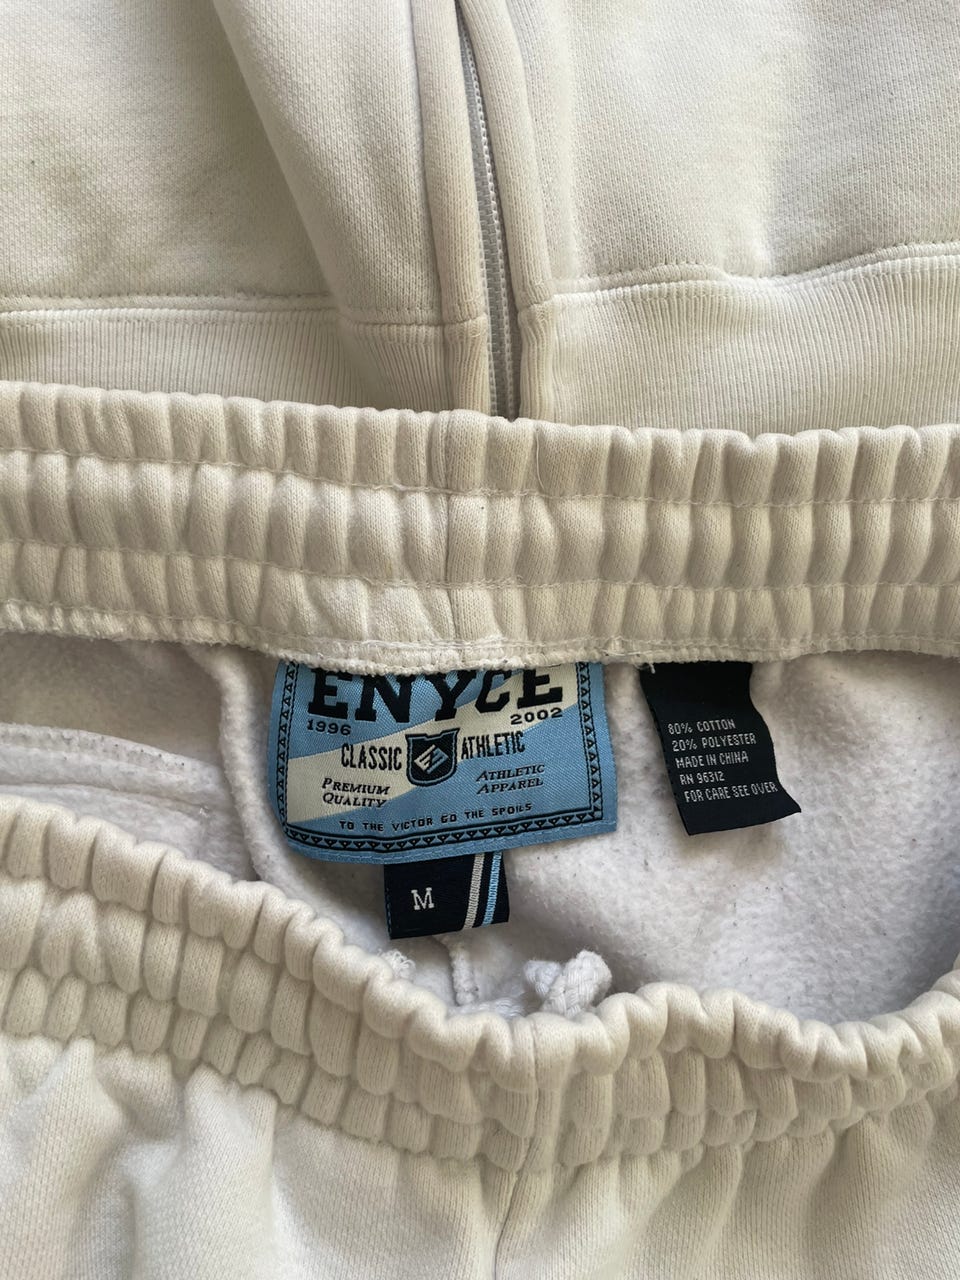 ENYCE
1996 2002
CLASSIC ATHLETIC
PREMIUM QUALITY
ATHLETIC APPAREL
TO THE VICTOR GO THE SPOILS
M
80% COTTON
20% POLYESTER
MADE IN CHINA
RN 96312
FOR CARE SEE OVER